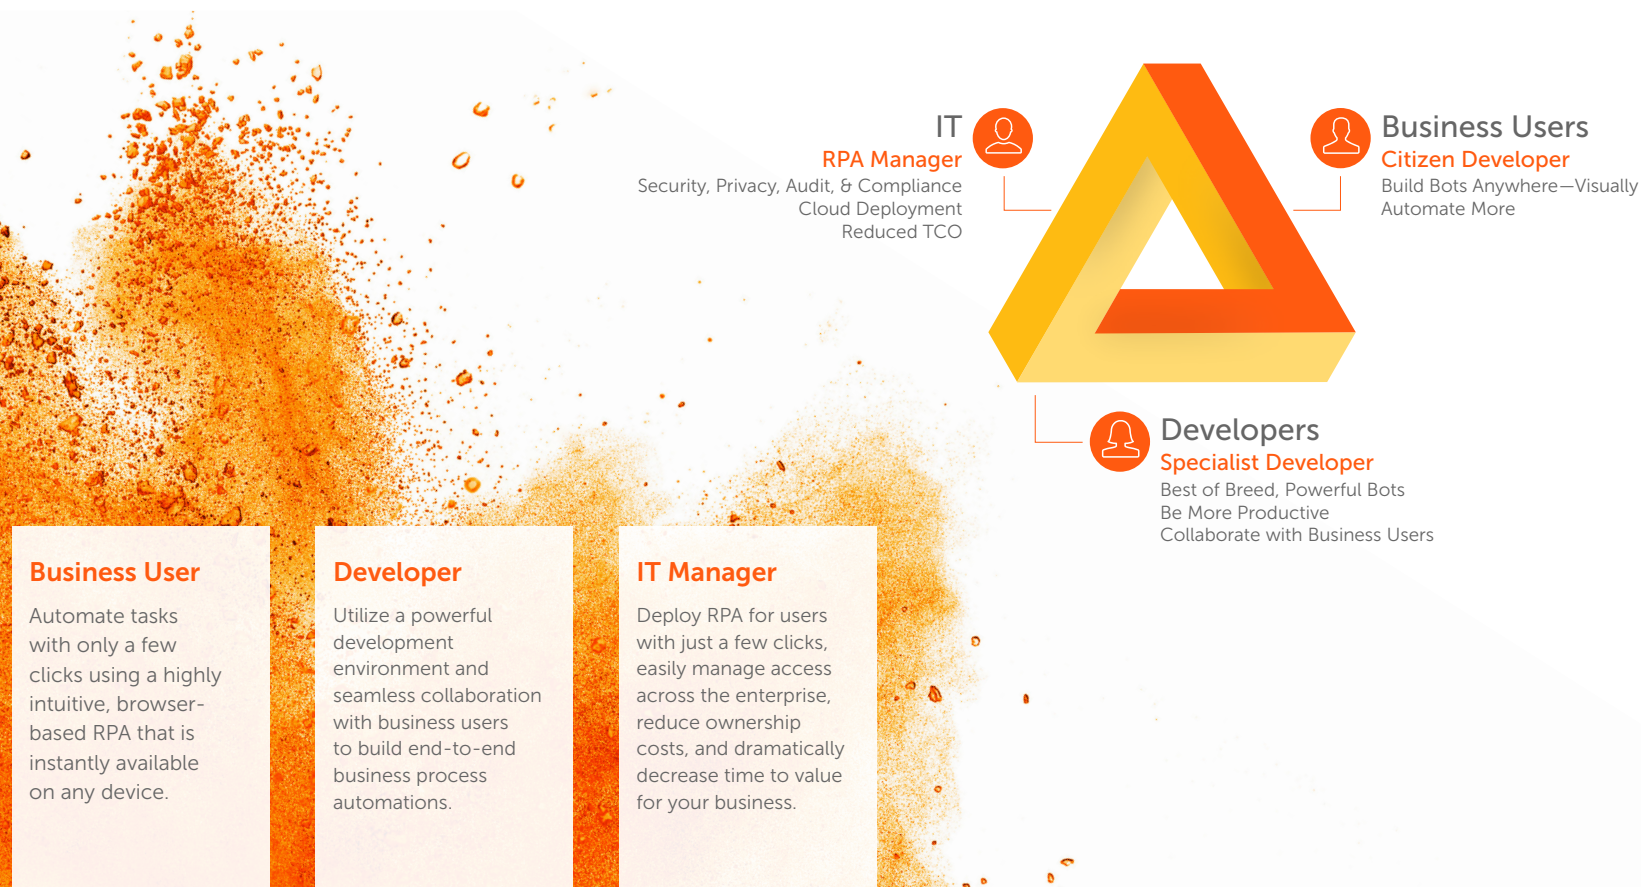 IT
RPA Manager
Security, Privacy, Audit, & Compliance
Cloud Deployment
Reduced TCO
Business Users
Citizen Developer
Build Bots Anywhere—Visually
Automate More
Developers
Specialist Developer
Best of Breed, Powerful Bots
Be More Productive
Collaborate with Business Users
Business User
Automate tasks
with only a few
clicks using a highly
intuitive, browser-
based RPA that is
instantly available
on any device.
Developer
Utilize a powerful
development
environment and
seamless collaboration
with business users
to build end-to-end
business process
automations.
IT Manager
Deploy RPA for users
with just a few clicks,
easily manage access
across the enterprise,
reduce ownership
costs, and dramatically
decrease time to value
for your business.